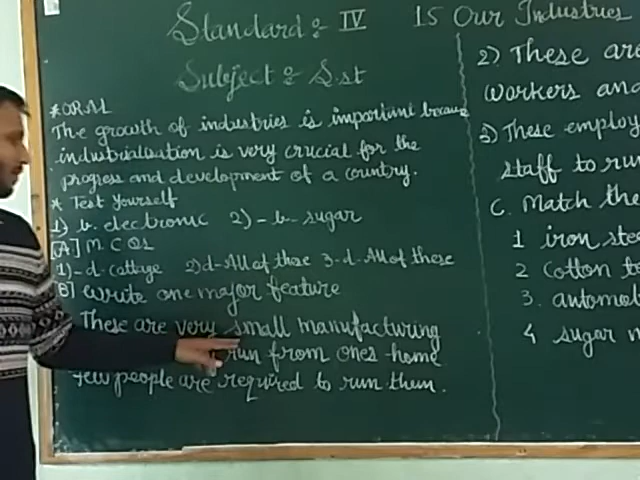 Standard : IV
Subject : S.st
* ORAL
The growth of industries is important because
industrialisation is very crucial for the
progress and development of a country.
* Test Yourself
1) b. electronic 2) - b. sugar
[A] M C QS
1) - d. cottage 2) d- All of these 3- d. All of these
B] Write one major feature
These are very small manufacturing
run from ones home
few people are required to run them.
15 Our Industries
2) These are
workers and
3) These employ
staff to run
C. Match the
1 iron stee
2 Cotton te
3. automob
4 sugar m